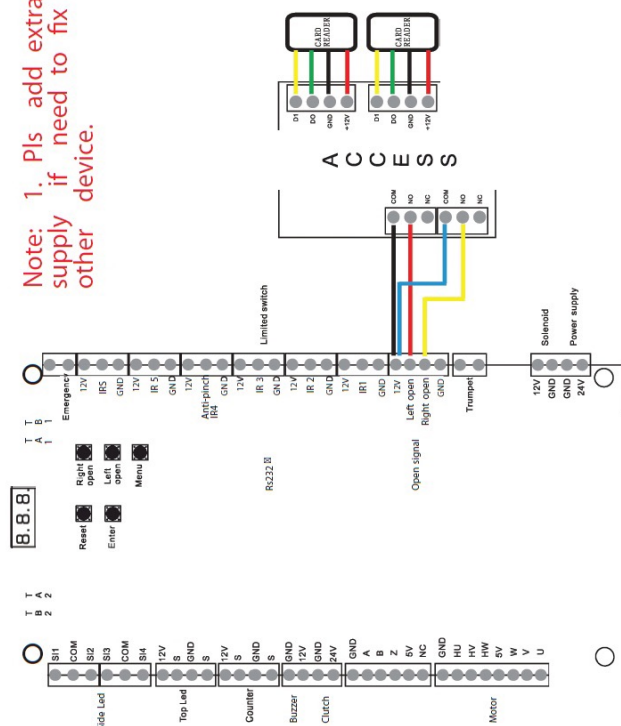 Note: 1. Pls add extra
supply if need to fix
other device.
CARD
READER
CARD
READER
D1
DO
GND
+12V
D1
DO
GND
+12V
ACCESS
COM
NO
NC
COM
NO
NC
Limited switch
Emergency
12V
IR5
GND
12V
IR 5
GND
12V
Anti-pinch
IR4
GND
12V
IR 3
GND
12V
IR 2
GND
12V
IR1
GND
12V
Left open
Right open
GND
Trumpet
Solenoid
Power supply
12V
GND
GND
24V
T T
A B
1 1
Right
open
Left
open
Menu
Rs232
Open signal
8.8.8.
Reset
Enter
T T
B A
2 2
SI1
COM
SI2
SI3
COM
SI4
12V
S
GND
S
12V
S
GND
S
GND
12V
GND
24V
GND
A
B
Z
5V
NC
GND
HU
HV
HW
5V
W
V
U
ide Led
Top Led
Counter
Buzzer
Clutch
Motor